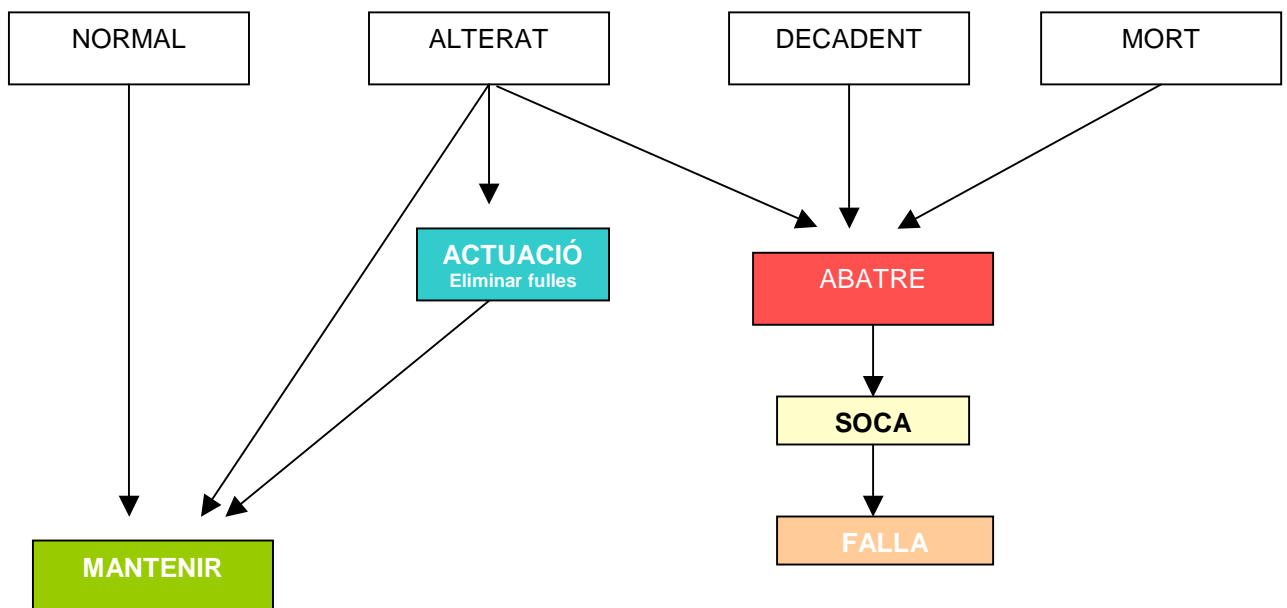 NORMAL
ALTERAT
DECADENT
MORT
ACTUACIÓ
Eliminar fulles
ABATRE
SOCA
FALLA
MANTENIR